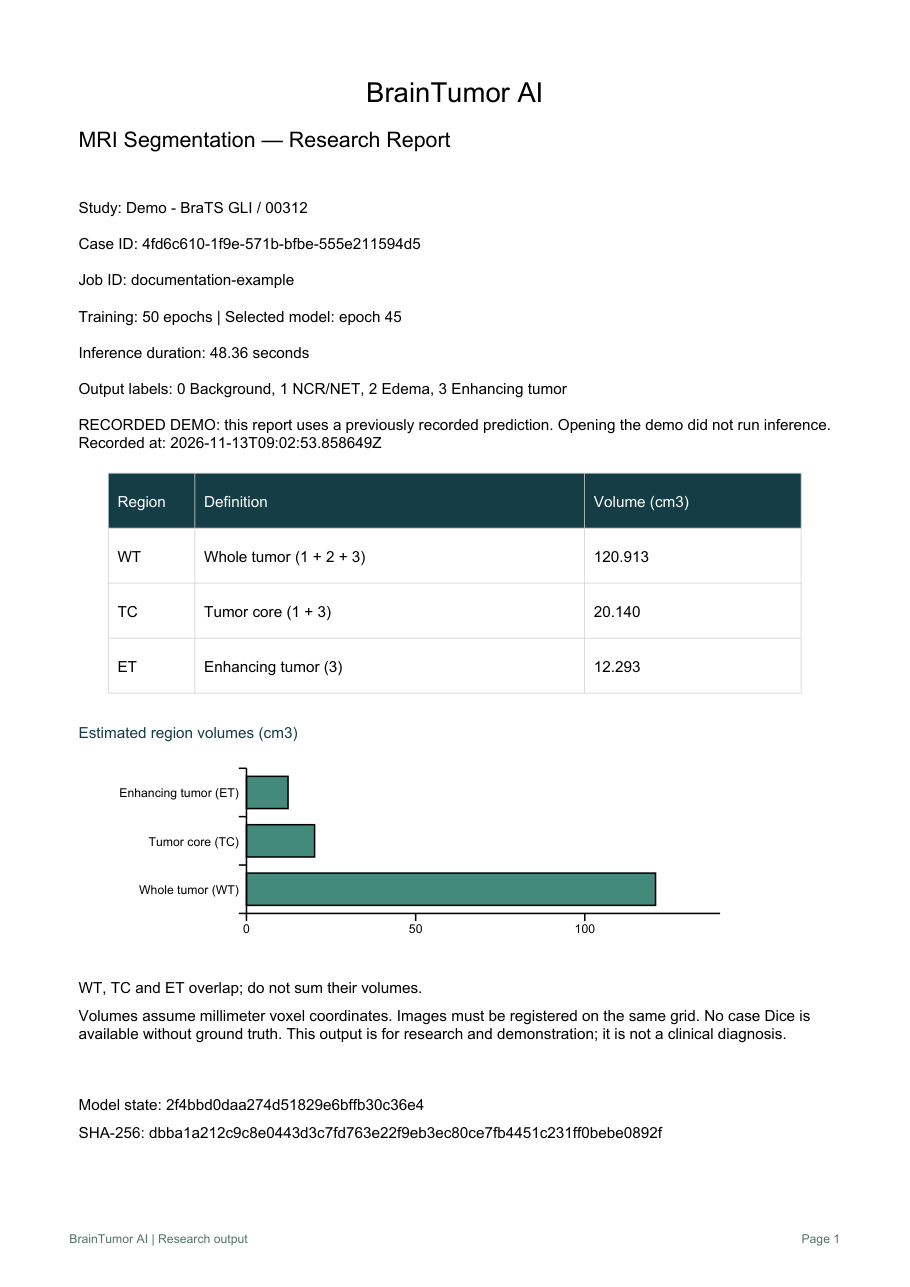 BrainTumor AI
MRI Segmentation — Research Report
Study: Demo - BraTS GLI / 00312
Case ID: 4fd6c610-1f9e-571b-bfbe-555e211594d5
Job ID: documentation-example
Training: 50 epochs | Selected model: epoch 45
Inference duration: 48.36 seconds
Output labels: 0 Background, 1 NCR/NET, 2 Edema, 3 Enhancing tumor
RECORDED DEMO: this report uses a previously recorded prediction. Opening the demo did not run inference.
Recorded at: 2026-11-13T09:02:53.858649Z
Region Definition Volume (cm3)
WT Whole tumor (1 + 2 + 3) 120.913
TC Tumor core (1 + 3) 20.140
ET Enhancing tumor (3) 12.293
Estimated region volumes (cm3)
Enhancing tumor (ET)
Tumor core (TC)
Whole tumor (WT)
0 50 100
WT, TC and ET overlap; do not sum their volumes.
Volumes assume millimeter voxel coordinates. Images must be registered on the same grid. No case Dice is
available without ground truth. This output is for research and demonstration; it is not a clinical diagnosis.
Model state: 2f4bbd0daa274d51829e6bffb30c36e4
SHA-256: dbba1a212c9c8e0443d3c7fd763e22f9eb3ec80ce7fb4451c231ff0bebe0892f
BrainTumor AI | Research output Page 1